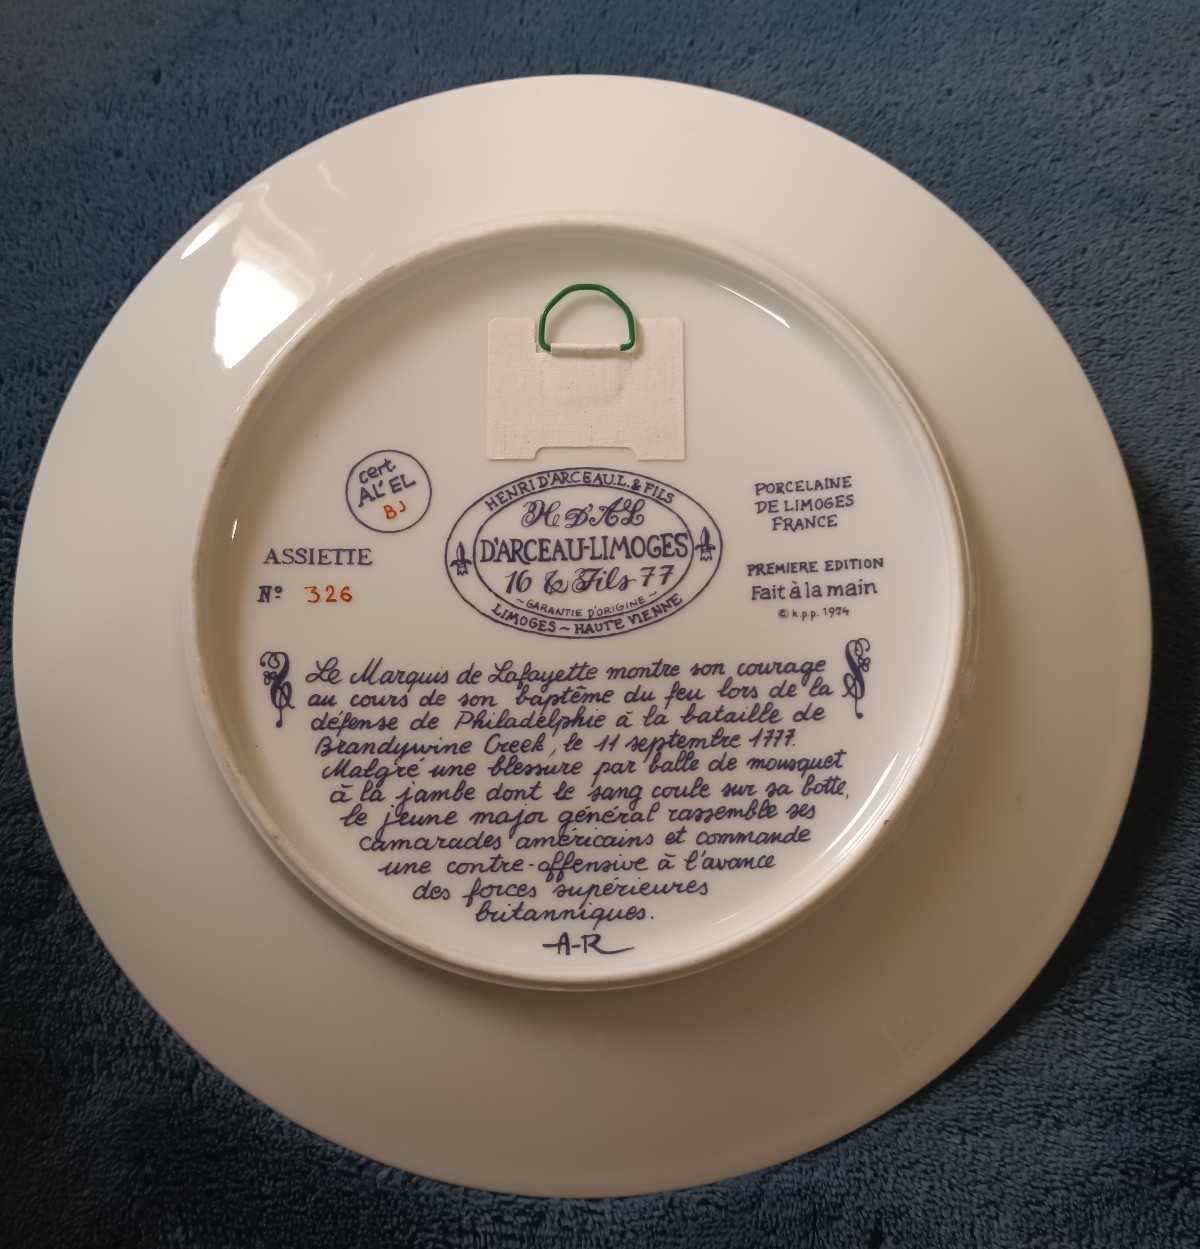 cert.
AL' EL
BJ
ASSIETTE
Nº 326
HENRI D'ARCEAU L. & FILS
H D'AL
D'ARCEAU-LIMOGES
16 & Fils 77
~GARANTIE D'ORIGINE~
LIMOGES ~ HAUTE VIENNE
PORCELAINE
DE LIMOGES
FRANCE
PREMIERE EDITION
Fait à la main
© k.p.p. 1974
Le Marquis de Lafayette montre son courage
au cours de son baptême du feu lors de la
défense de Philadelphie à la bataille de
Brandywine Creek, le 11 septembre 1777.
Malgré une blessure par balle de mousquet
à la jambe dont le sang coule sur sa botte,
le jeune major général rassemble ses
camarades américains et commande
une contre-offensive à l'avance
des forces supérieures
britanniques.
A-R